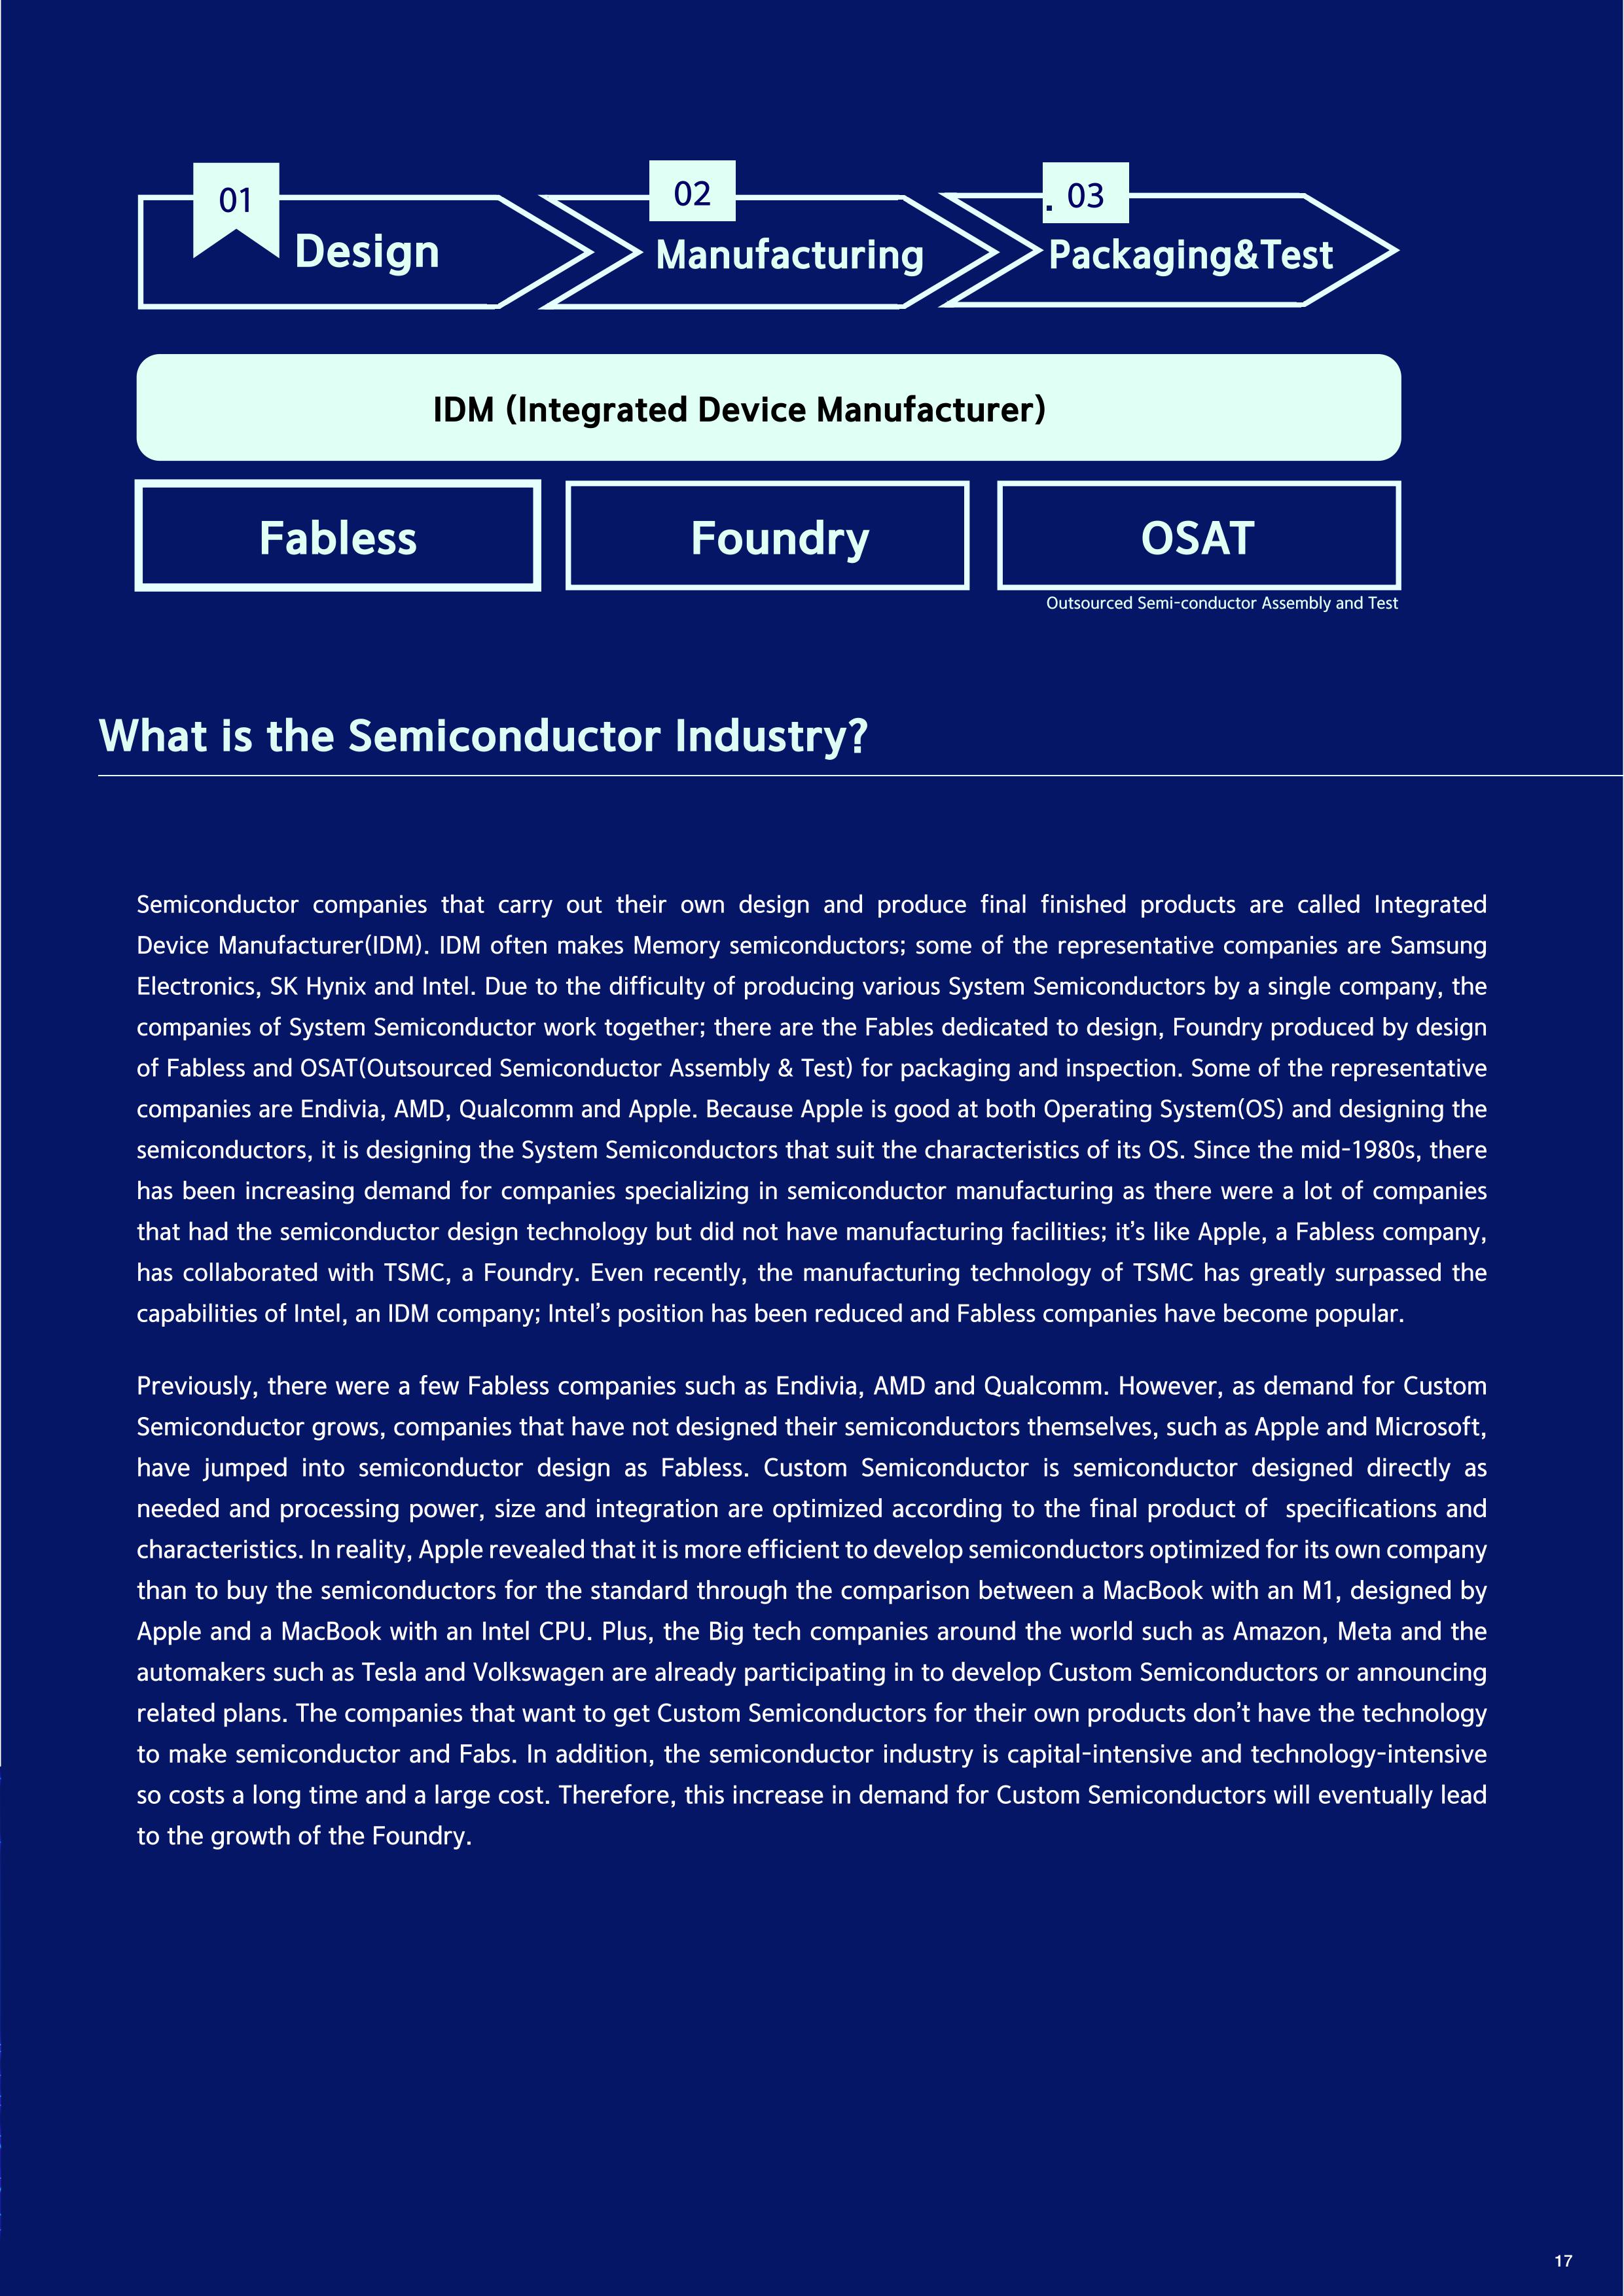 01
Design
02
Manufacturing
. 03
Packaging&Test
IDM (Integrated Device Manufacturer)
Fabless
Foundry
OSAT
Outsourced Semi-conductor Assembly and Test
What is the Semiconductor Industry?
Semiconductor companies that carry out their own design and produce final finished products are called Integrated
Device Manufacturer(IDM). IDM often makes Memory semiconductors; some of the representative companies are Samsung
Electronics, SK Hynix and Intel. Due to the difficulty of producing various System Semiconductors by a single company, the
companies of System Semiconductor work together; there are the Fables dedicated to design, Foundry produced by design
of Fabless and OSAT(Outsourced Semiconductor Assembly & Test) for packaging and inspection. Some of the representative
companies are Endivia, AMD, Qualcomm and Apple. Because Apple is good at both Operating System(OS) and designing the
semiconductors, it is designing the System Semiconductors that suit the characteristics of its OS. Since the mid-1980s, there
has been increasing demand for companies specializing in semiconductor manufacturing as there were a lot of companies
that had the semiconductor design technology but did not have manufacturing facilities; it’s like Apple, a Fabless company,
has collaborated with TSMC, a Foundry. Even recently, the manufacturing technology of TSMC has greatly surpassed the
capabilities of Intel, an IDM company; Intel’s position has been reduced and Fabless companies have become popular.
Previously, there were a few Fabless companies such as Endivia, AMD and Qualcomm. However, as demand for Custom
Semiconductor grows, companies that have not designed their semiconductors themselves, such as Apple and Microsoft,
have jumped into semiconductor design as Fabless. Custom Semiconductor is semiconductor designed directly as
needed and processing power, size and integration are optimized according to the final product of specifications and
characteristics. In reality, Apple revealed that it is more efficient to develop semiconductors optimized for its own company
than to buy the semiconductors for the standard through the comparison between a MacBook with an M1, designed by
Apple and a MacBook with an Intel CPU. Plus, the Big tech companies around the world such as Amazon, Meta and the
automakers such as Tesla and Volkswagen are already participating in to develop Custom Semiconductors or announcing
related plans. The companies that want to get Custom Semiconductors for their own products don’t have the technology
to make semiconductor and Fabs. In addition, the semiconductor industry is capital-intensive and technology-intensive
so costs a long time and a large cost. Therefore, this increase in demand for Custom Semiconductors will eventually lead
to the growth of the Foundry.
17